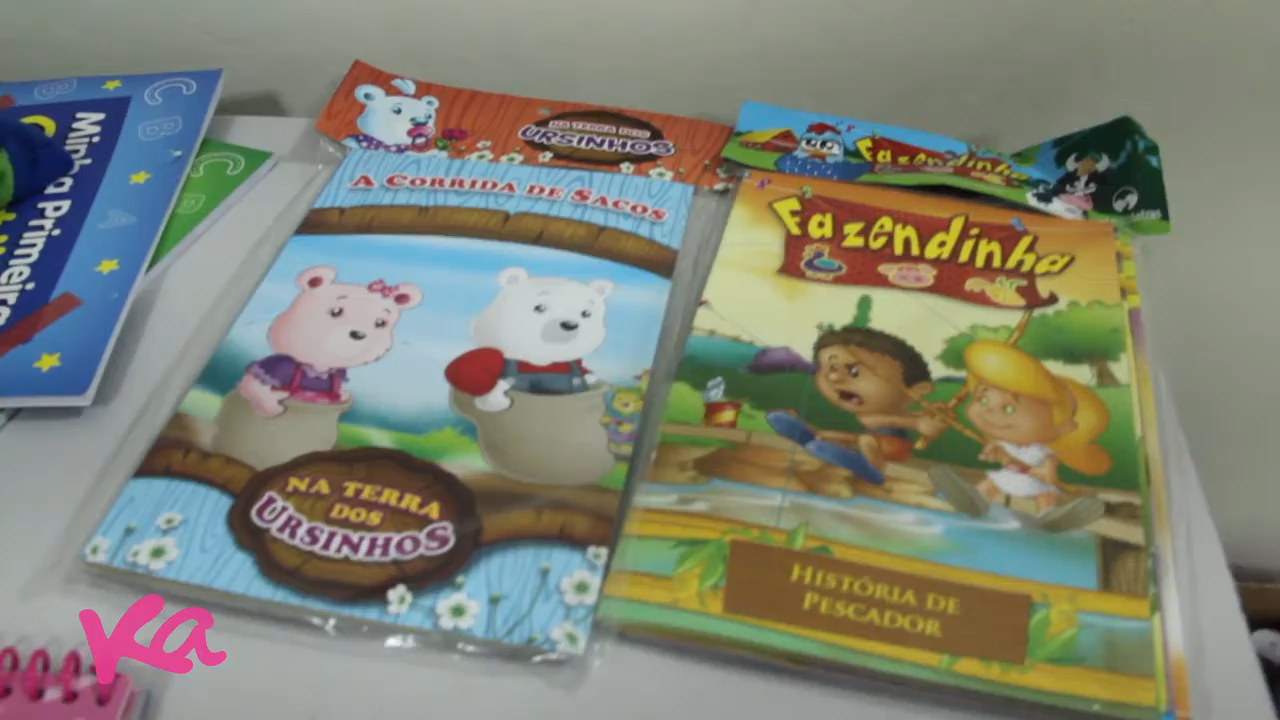 Minha Primeira
NA TERRA DOS
URSINHOS
A CORRIDA DE SACOS
NA TERRA
DOS
URSINHOS
Fazendinha
Fazendinha
HISTÓRIA DE
PESCADOR
Ka